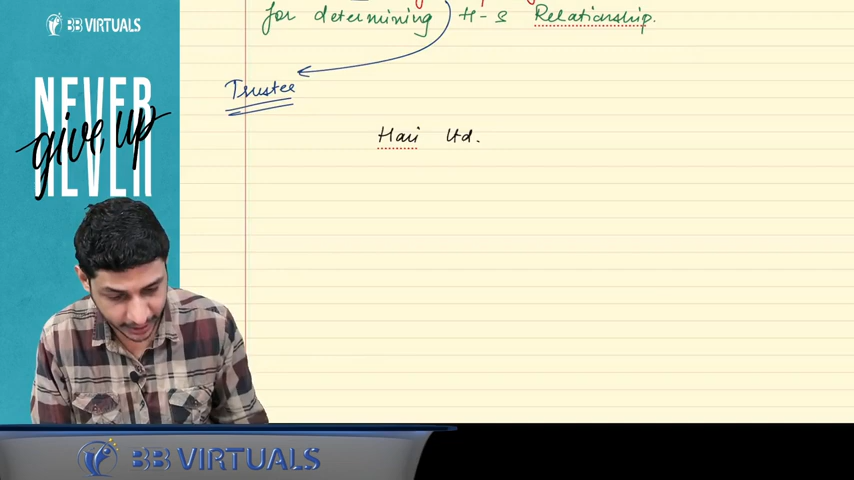 BB VIRTUALS
for determining H-S Relationship.
Trustee
NEVER
give up
NEVER
Hari Ltd.
BB VIRTUALS